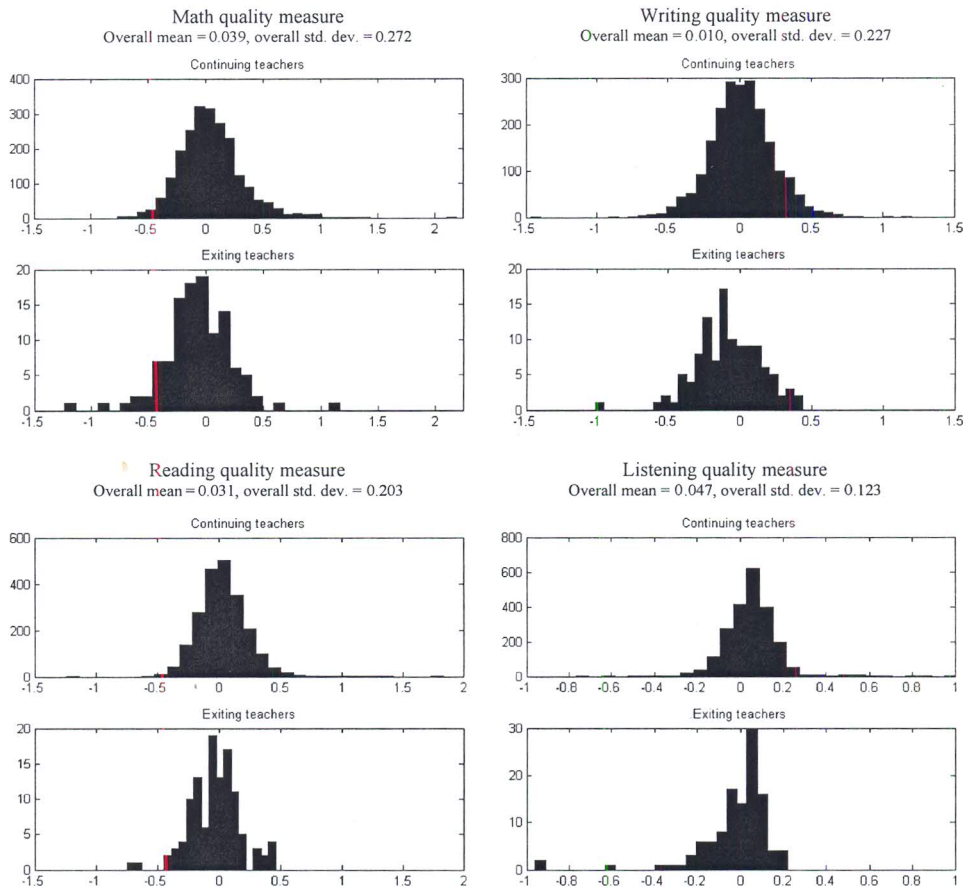 Math quality measure
Overall mean = 0.039, overall std. dev. = 0.272
Continuing teachers
400
300
200
100
0
-1.5 -1 -0.5 0 0.5 1 1.5 2
Exiting teachers
20
15
10
5
0
-1.5 -1 -0.5 0 0.5 1 1.5 2
Writing quality measure
Overall mean = 0.010, overall std. dev. = 0.227
Continuing teachers
300
200
100
0
-1.5 -1 -0.5 0 0.5 1 1.5
Exiting teachers
20
15
10
5
0
-1.5 -1 -0.5 0 0.5 1 1.5
Reading quality measure
Overall mean = 0.031, overall std. dev. = 0.203
Continuing teachers
600
400
200
0
-1.5 -1 -0.5 0 0.5 1 1.5 2
Exiting teachers
20
15
10
5
0
-1.5 -1 -0.5 0 0.5 1 1.5 2
Listening quality measure
Overall mean = 0.047, overall std. dev. = 0.123
Continuing teachers
800
600
400
200
0
-1 -0.8 -0.6 -0.4 -0.2 0 0.2 0.4 0.6 0.8 1
Exiting teachers
30
20
10
0
-1 -0.8 -0.6 -0.4 -0.2 0 0.2 0.4 0.6 0.8 1